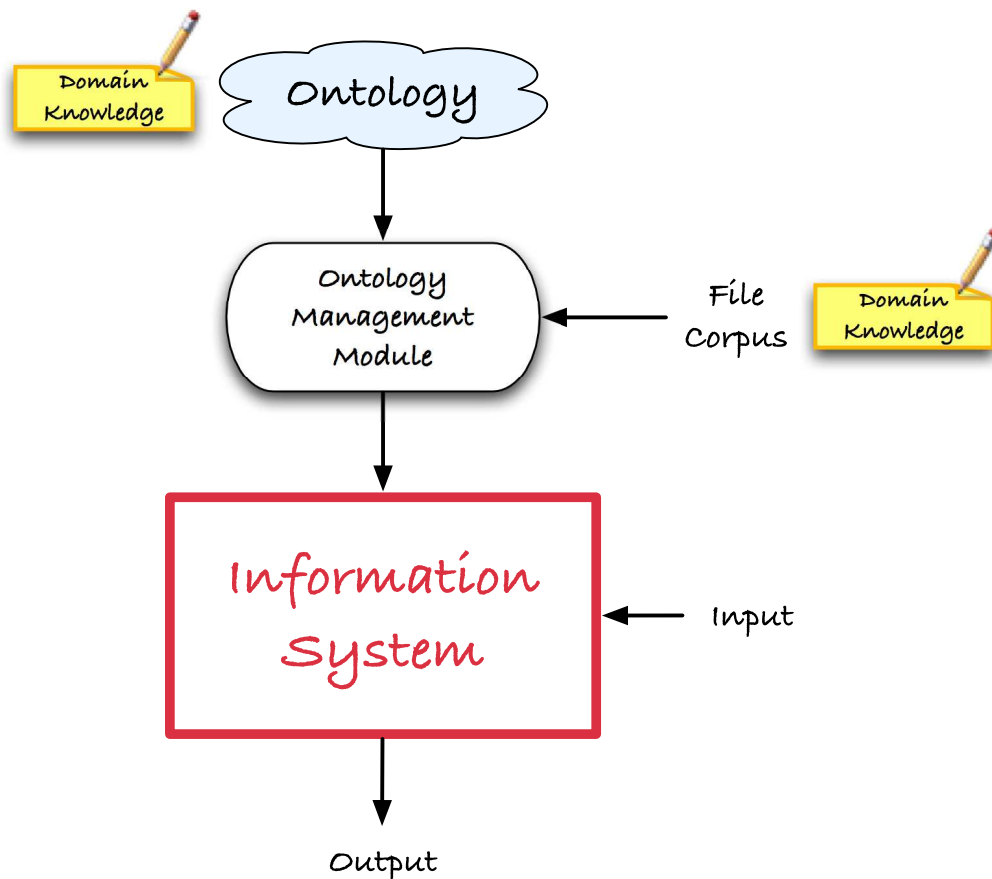 Domain
Knowledge
Ontology
Ontology
Management
Module
File
Corpus
Domain
Knowledge
Information
System
Input
Output